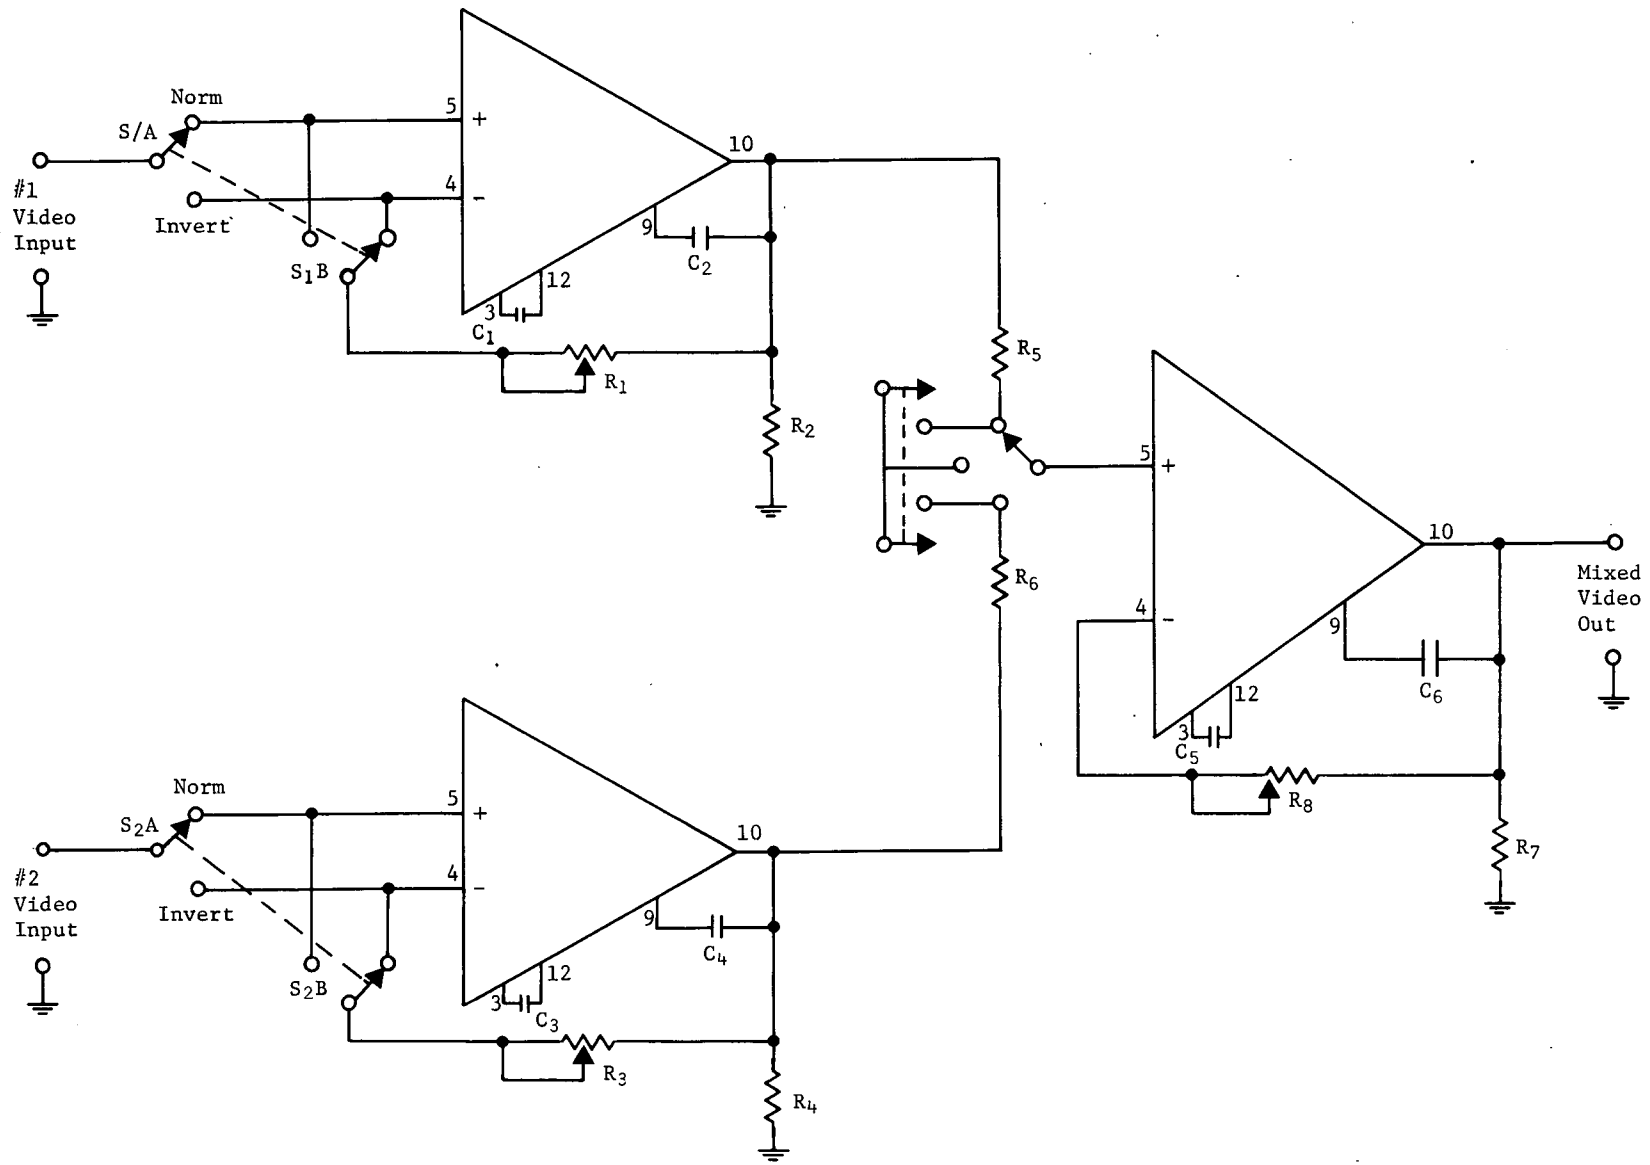 Norm
S/A
5
+
10
#1
Video
Input
4
-
Invert
9
C2
S1B
12
3
C1
R1
R2
R5
5
+
10
Mixed
Video
Out
R6
4
-
9
C6
12
3
C5
R8
R7
Norm
S2A
5
+
10
#2
Video
Input
4
-
Invert
9
C4
S2B
12
3
C3
R3
R4